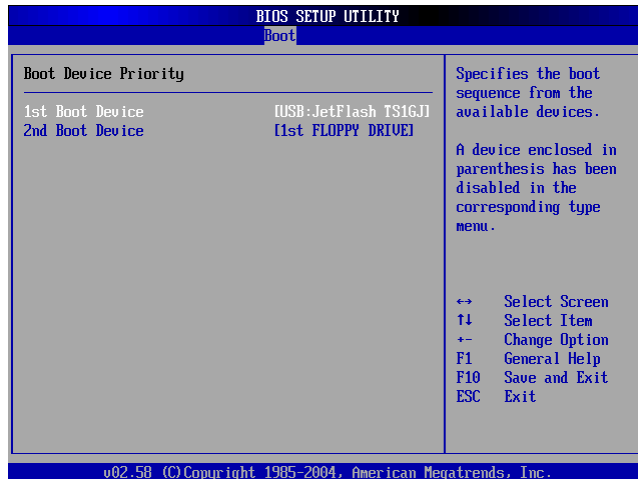 BIOS SETUP UTILITY
Boot
Boot Device Priority
1st Boot Device [USB:JetFlash TS1GJ]
2nd Boot Device [1st FLOPPY DRIVE]
Specifies the boot
sequence from the
available devices.
A device enclosed in
parenthesis has been
disabled in the
corresponding type
menu.
↔ Select Screen
↑↓ Select Item
+- Change Option
F1 General Help
F10 Save and Exit
ESC Exit
v02.58 (C)Copyright 1985-2004, American Megatrends, Inc.